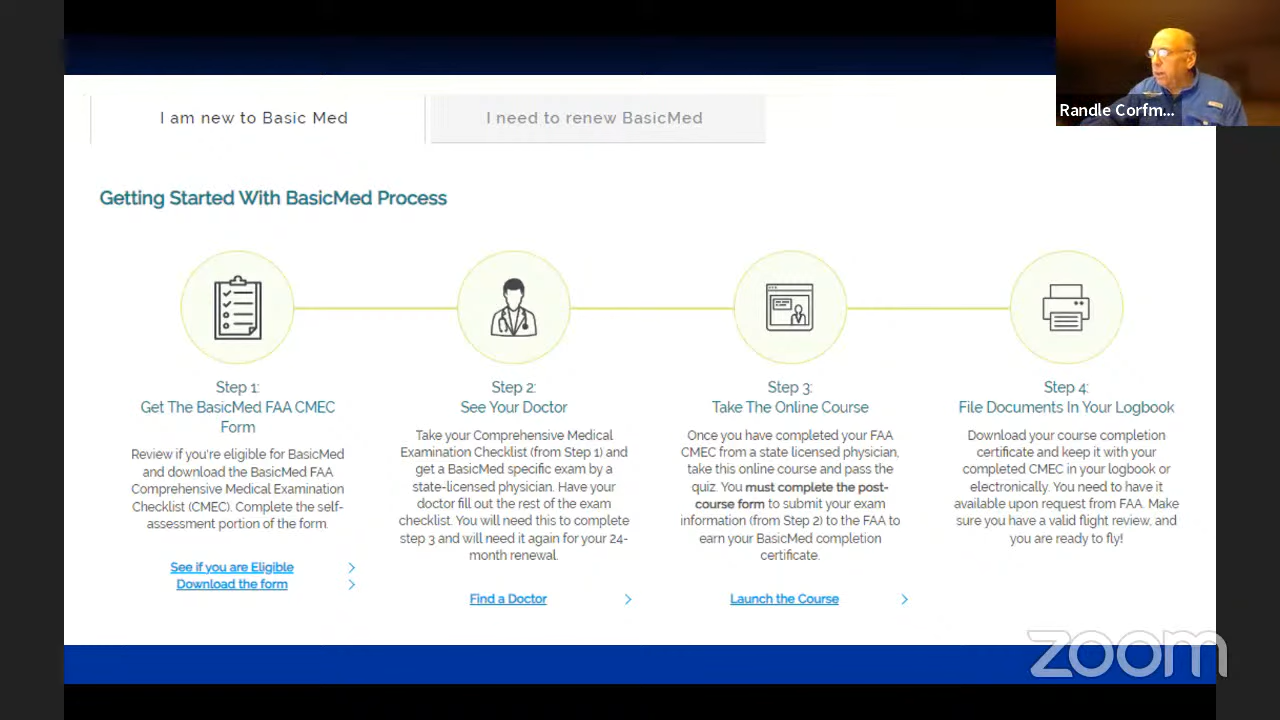 Randle Corfm...
I am new to Basic Med
I need to renew BasicMed
Getting Started With BasicMed Process
Step 1:
Get The BasicMed FAA CMEC
Form
Review if you're eligible for BasicMed
and download the BasicMed FAA
Comprehensive Medical Examination
Checklist (CMEC). Complete the self-
assessment portion of the form.
See if you are Eligible
Download the form
Step 2:
See Your Doctor
Take your Comprehensive Medical
Examination Checklist (from Step 1) and
get a BasicMed specific exam by a
state-licensed physician. Have your
doctor fill out the rest of the exam
checklist. You will need this to complete
step 3 and will need it again for your 24-
month renewal.
Find a Doctor
Step 3:
Take The Online Course
Once you have completed your FAA
CMEC from a state licensed physician,
take this online course and pass the
quiz. You must complete the post-
course form to submit your exam
information (from Step 2) to the FAA to
earn your BasicMed completion
certificate.
Launch the Course
Step 4:
File Documents In Your Logbook
Download your course completion
certificate and keep it with your
completed CMEC in your logbook or
electronically. You need to have it
available upon request from FAA. Make
sure you have a valid flight review, and
you are ready to fly!
zoom